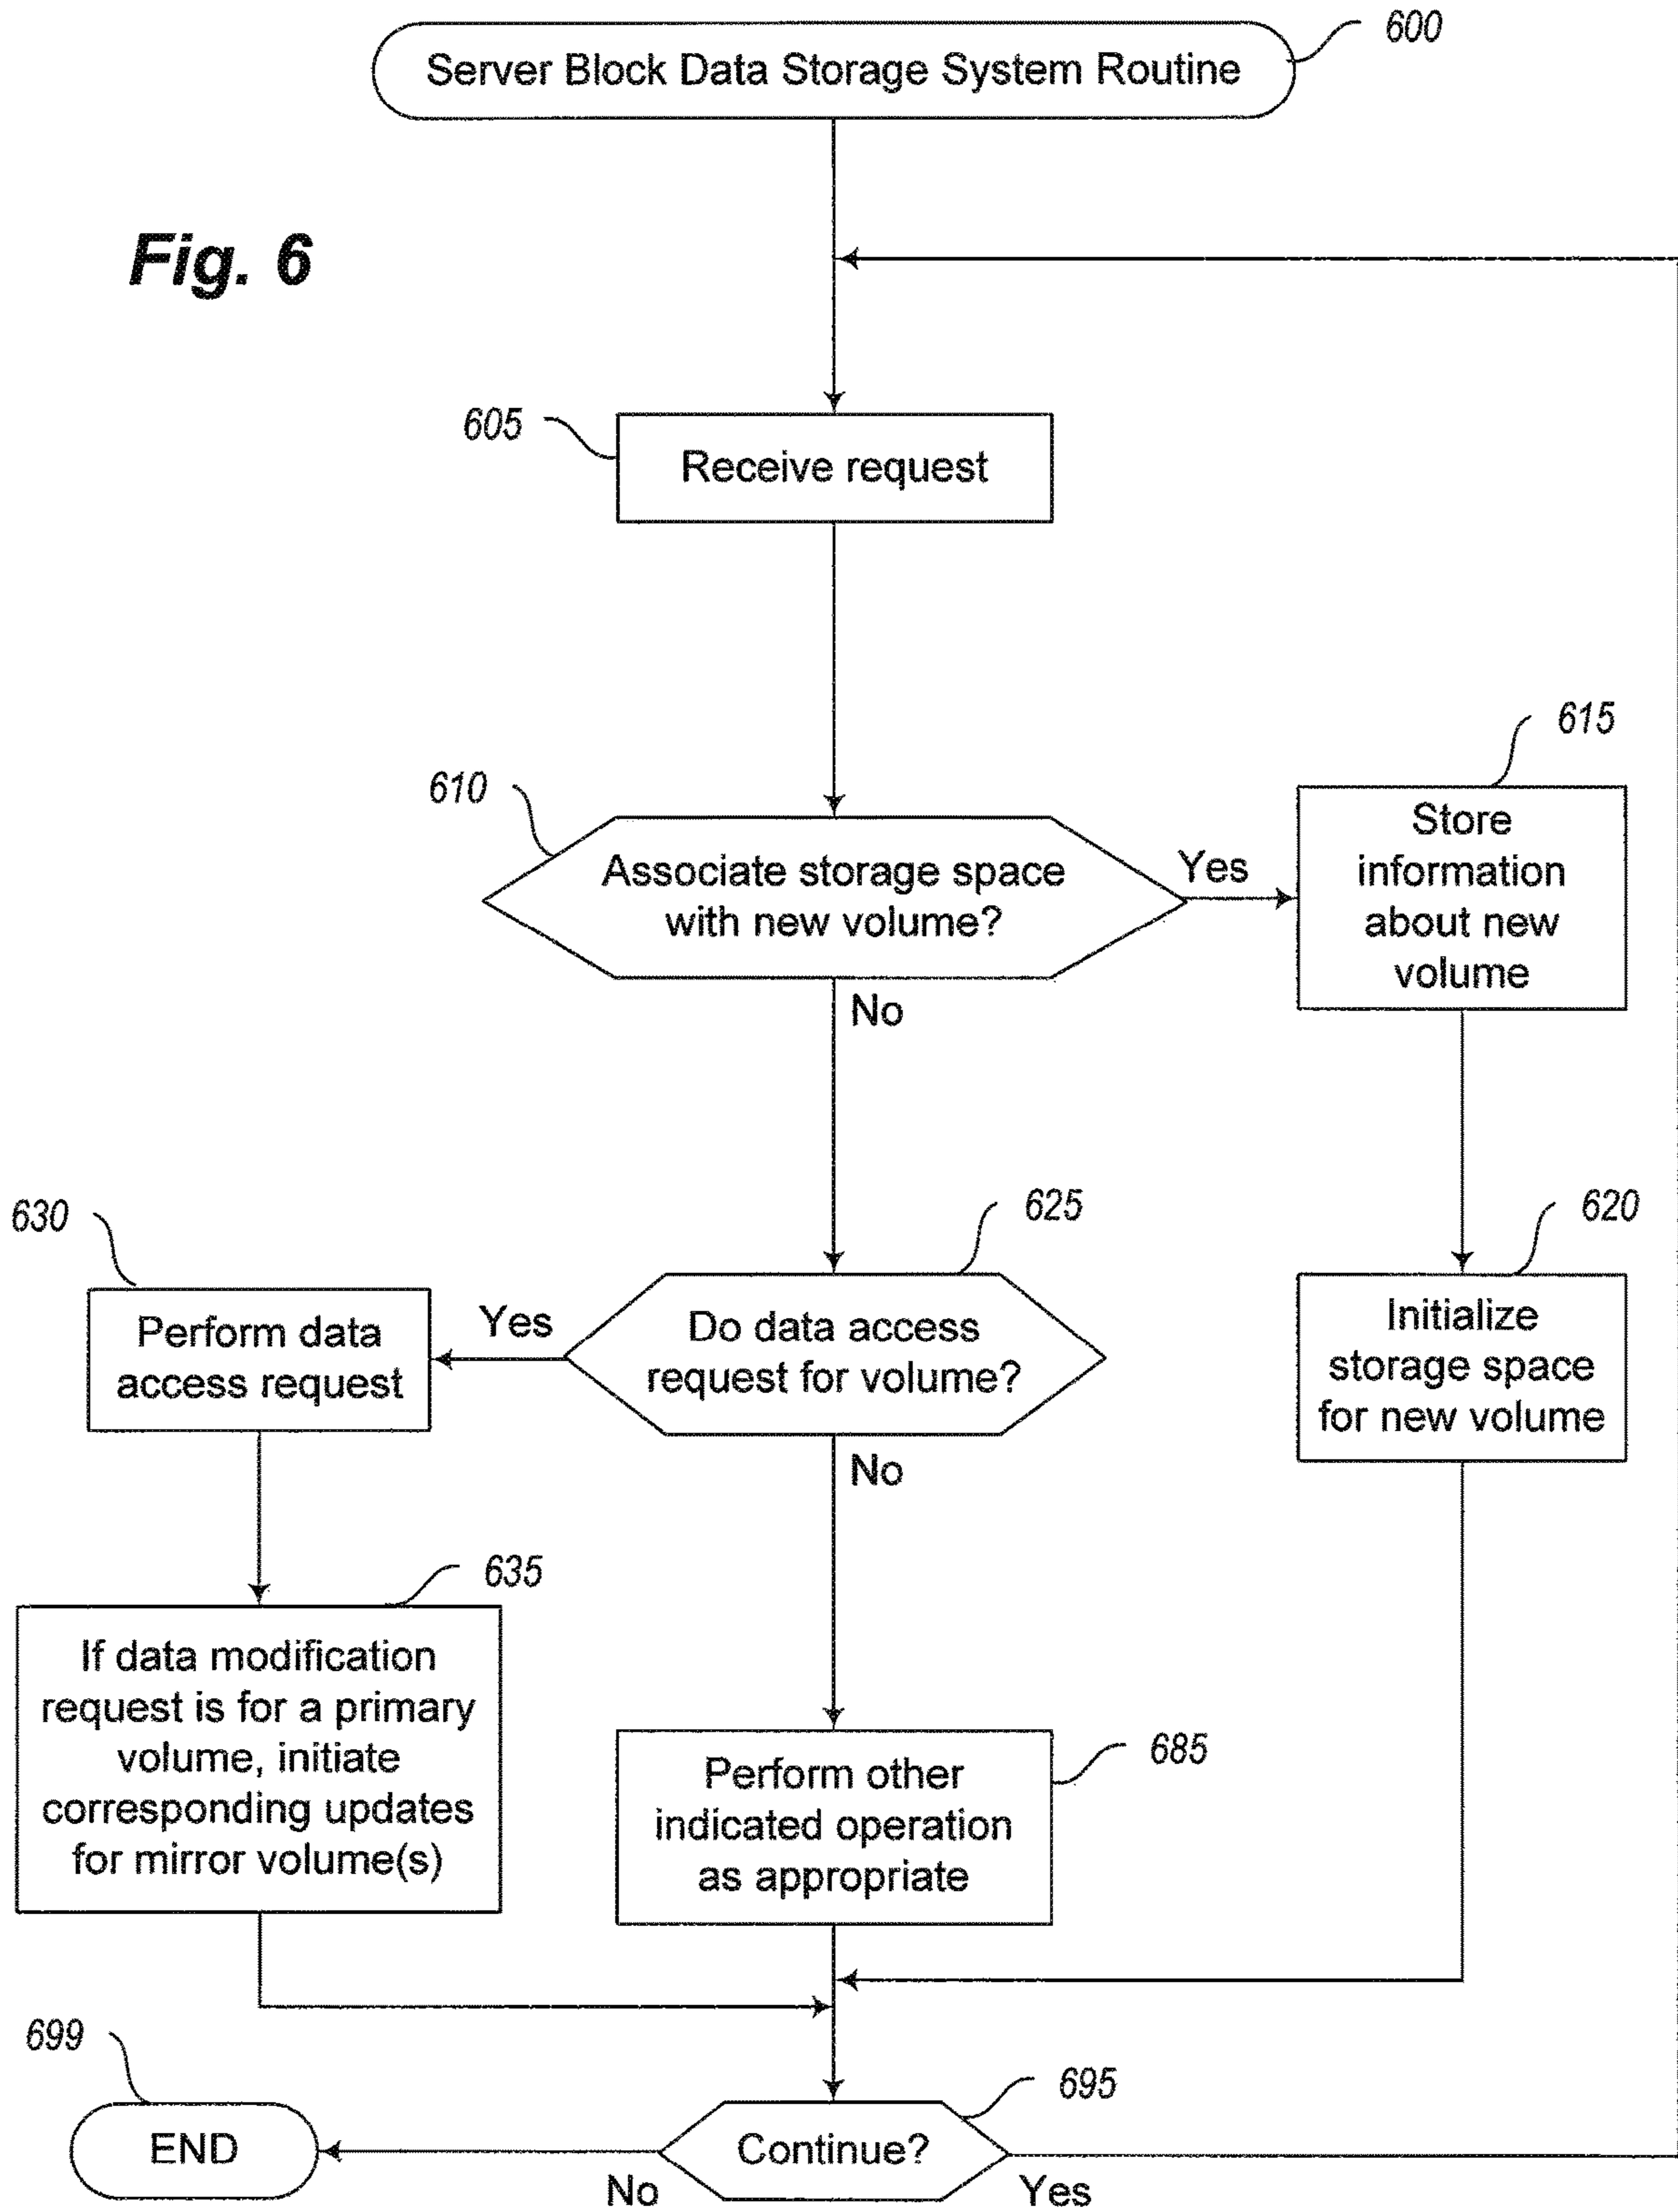 600
Server Block Data Storage System Routine
Fig. 6
605
Receive request
610
Associate storage space
with new volume?
Yes
No
615
Store
information
about new
volume
620
Initialize
storage space
for new volume
625
Do data access
request for volume?
Yes
No
630
Perform data
access request
635
If data modification
request is for a primary
volume, initiate
corresponding updates
for mirror volume(s)
685
Perform other
indicated operation
as appropriate
695
Continue?
No
Yes
699
END